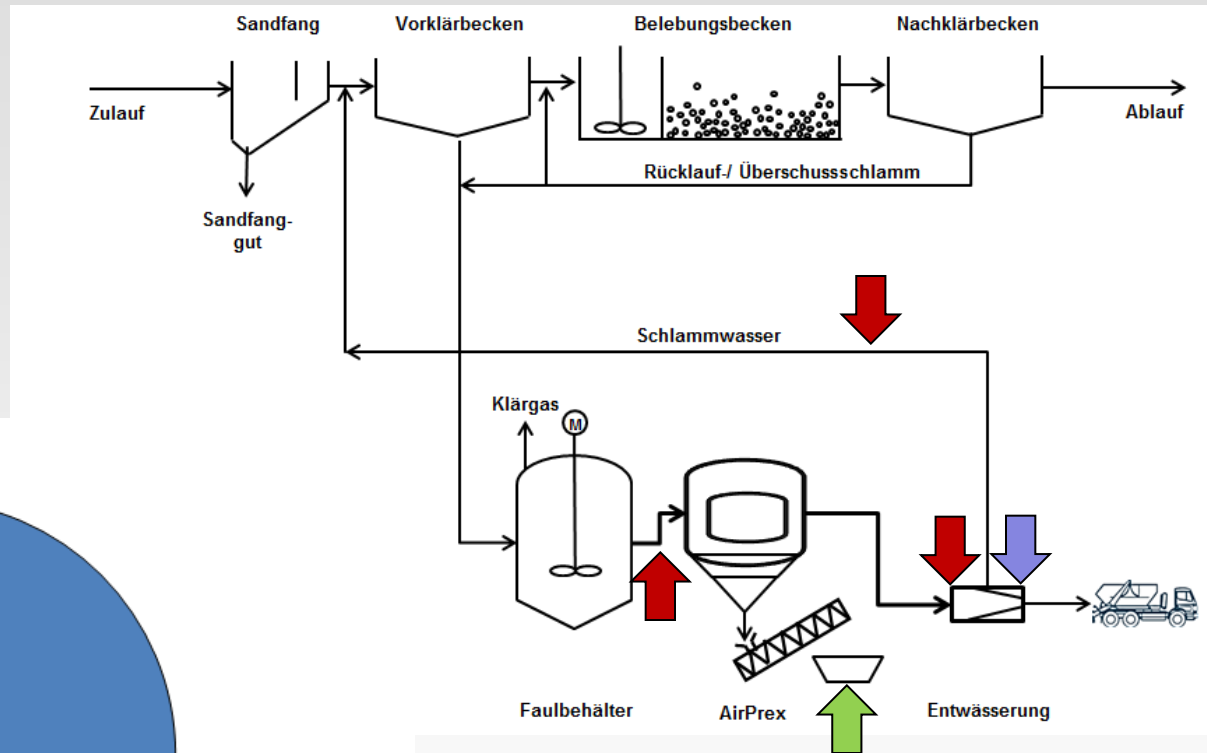 Sandfang
Vorklärbecken
Belebungsbecken
Nachklärbecken
Zulauf
Ablauf
Rücklauf-/ Überschussschlamm
Sandfang-
gut
Schlammwasser
Klärgas
M
Faulbehälter
AirPrex
Entwässerung